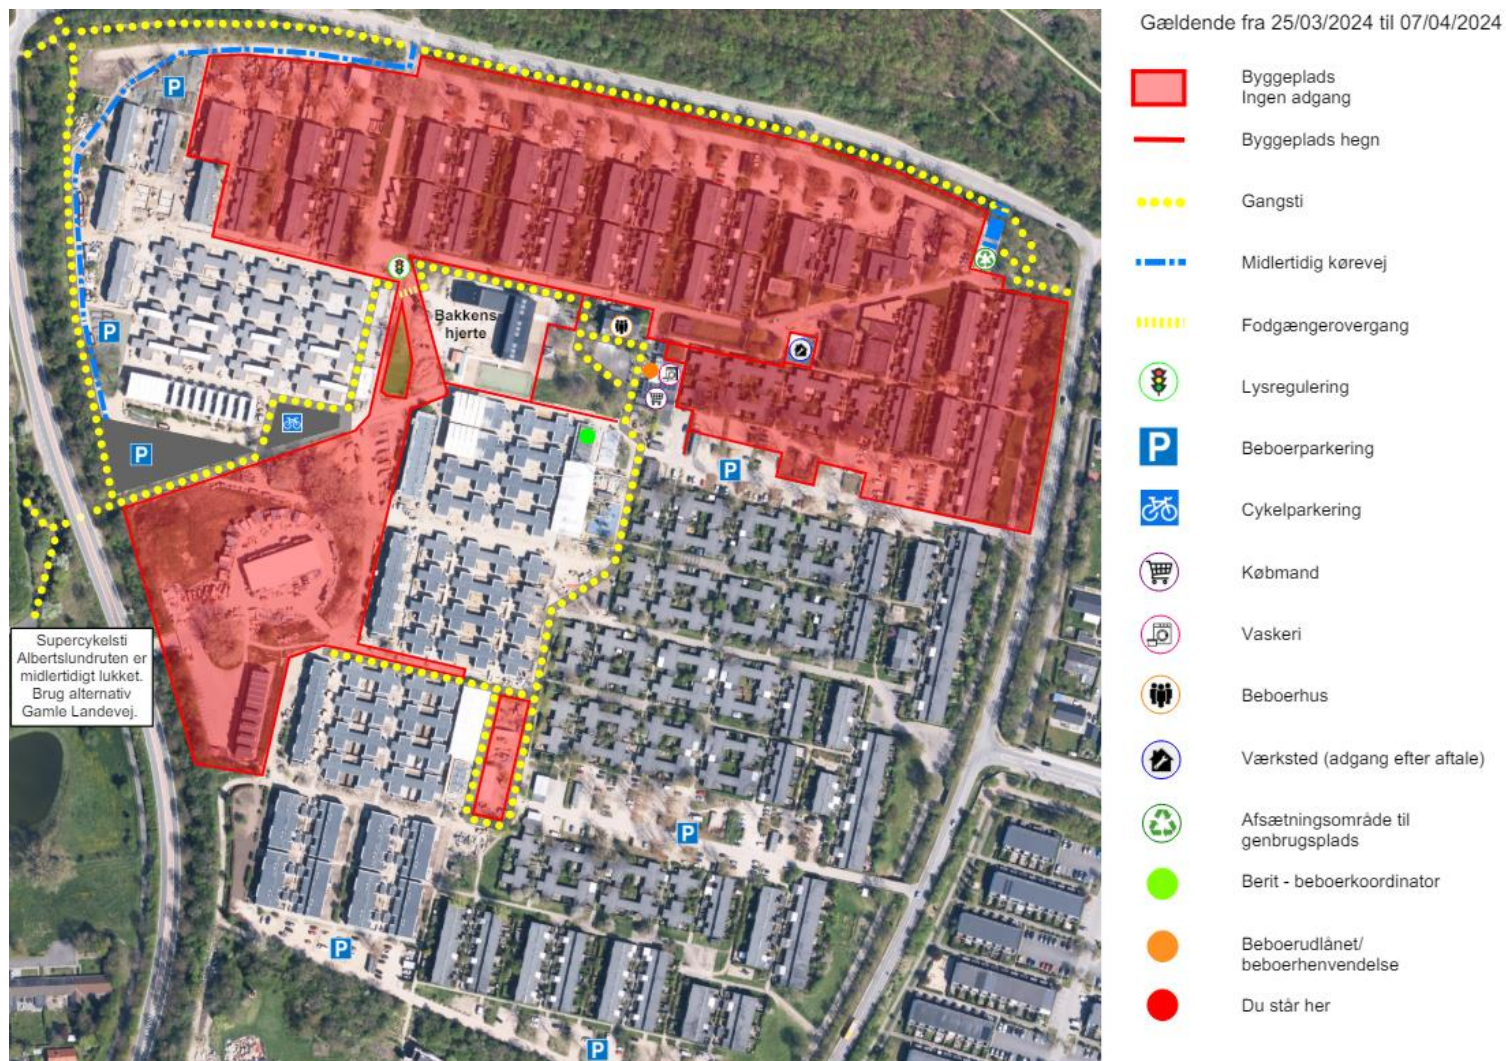 Gældende fra 25/03/2024 til 07/04/2024
Byggeplads
Ingen adgang
Byggeplads hegn
Gangsti
Midlertidig kørevej
Fodgængerovergang
Lysregulering
P
Beboerparkering
Cykelparkering
Købmand
Vaskeri
Beboerhus
Værksted (adgang efter aftale)
Afsætningsområde til
genbrugsplads
Berit - beboerkoordinator
Beboerudlånet/
beboerhenvendelse
Du står her
P
P
Bakkens
hjerte
P
P
Supercykelsti
Albertslundruten er
midlertidigt lukket.
Brug alternativ
Gamle Landevej.
P
P
P